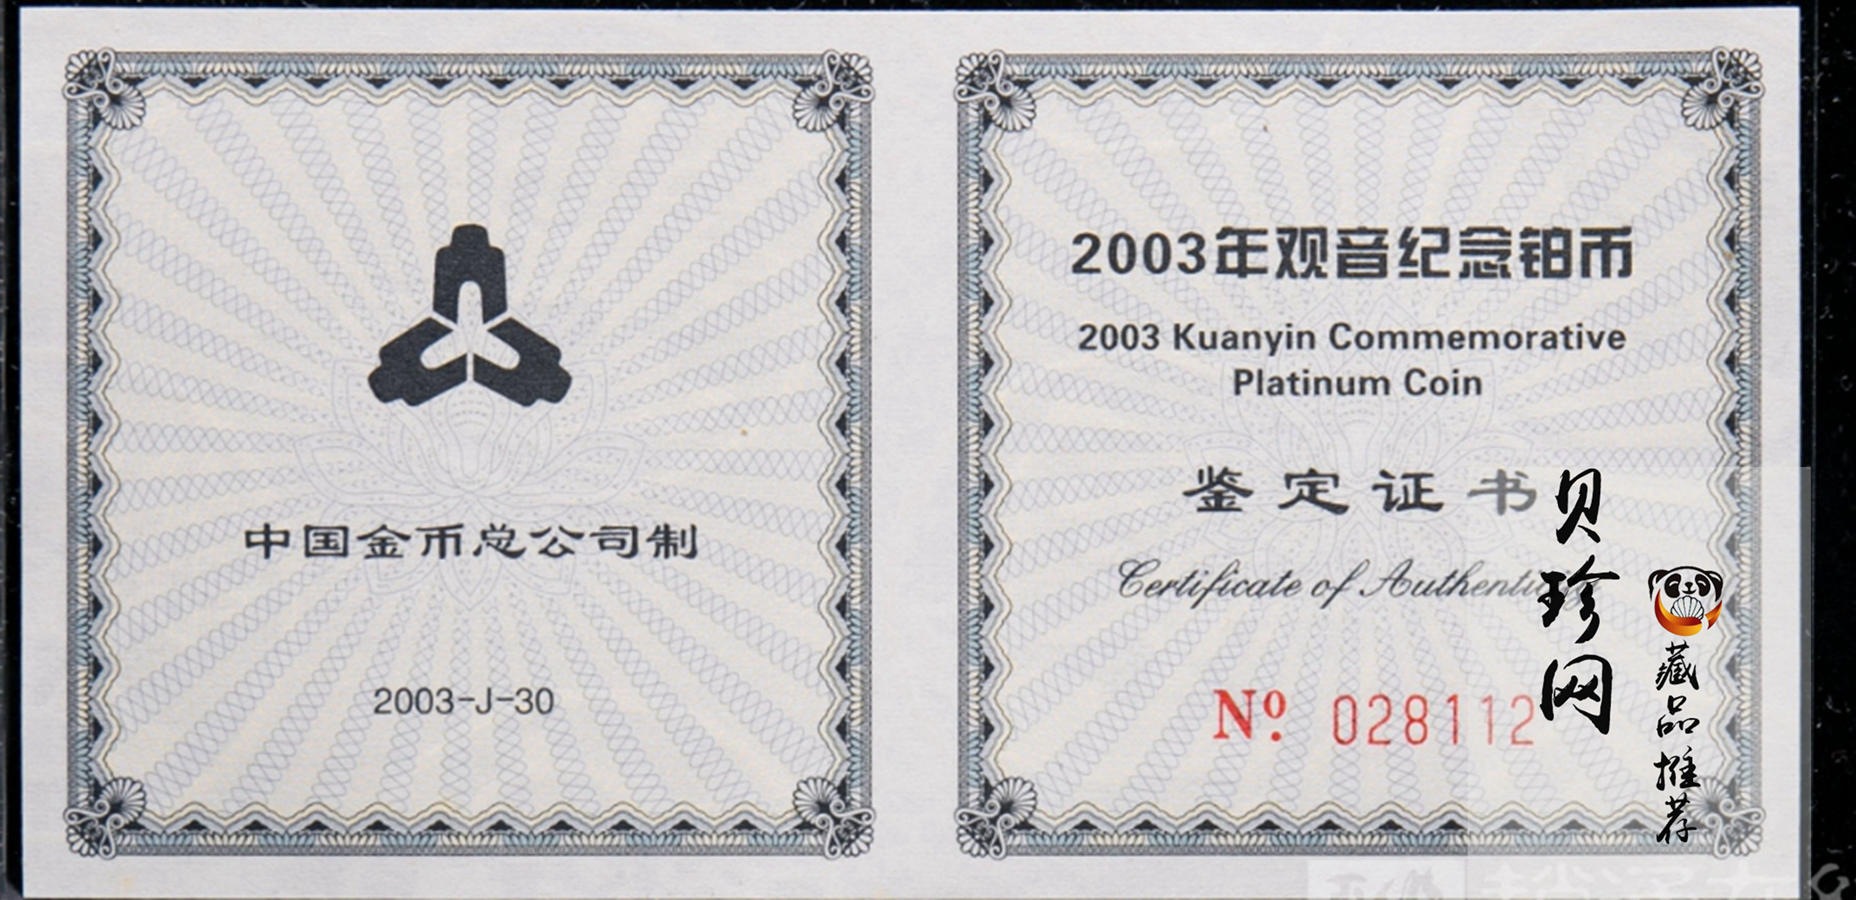 中国金币总公司制
2003-J-30
2003年观音纪念铂币
2003 Kuanyin Commemorative
Platinum Coin
鉴定证书
Certificate of
Nº 028112
贝珍网
藏品推荐